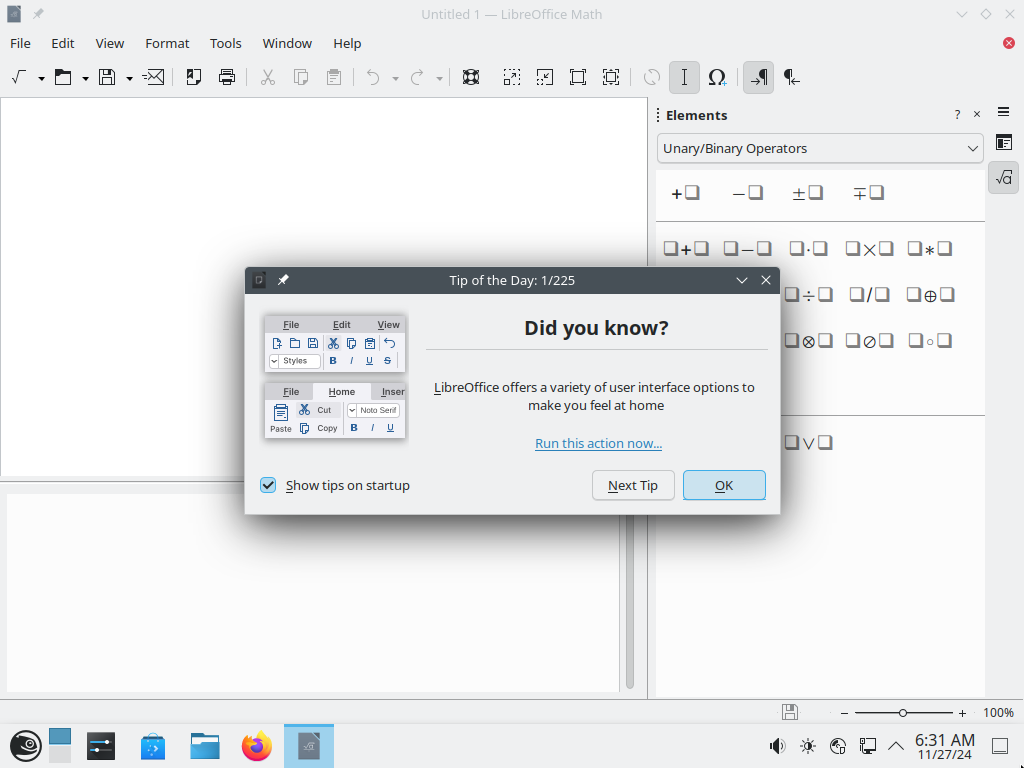 Untitled 1 — LibreOffice Math
File Edit View Format Tools Window Help
Elements
Unary/Binary Operators
Tip of the Day: 1/225
File Edit View
Styles B I U S
File Home Inser
Cut Noto Serif
Paste Copy B I U
Did you know?
LibreOffice offers a variety of user interface options to
make you feel at home
Run this action now...
Show tips on startup
Next Tip
OK
100%
6:31 AM
11/27/24